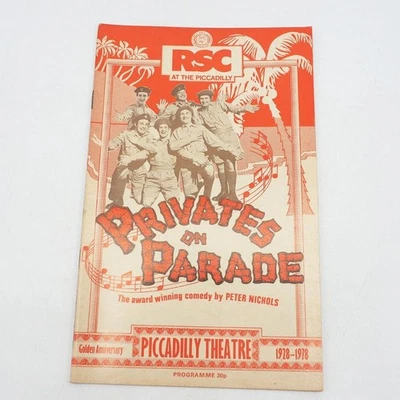 RSC
AT THE PICCADILLY
PRIVATES
ON
PARADE
The award winning comedy by PETER NICHOLS
Golden Anniversary
PICCADILLY THEATRE
1928-1978
PROGRAMME 30p